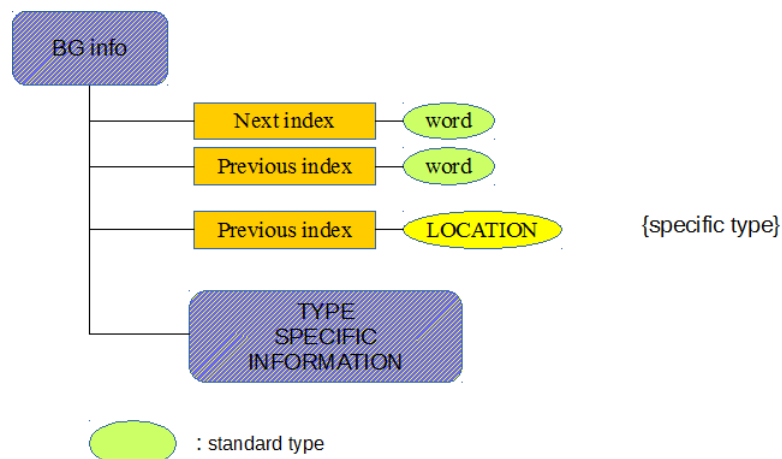 BG info
Next index word
Previous index word
Previous index LOCATION {specific type}
TYPE
SPECIFIC
INFORMATION
: standard type